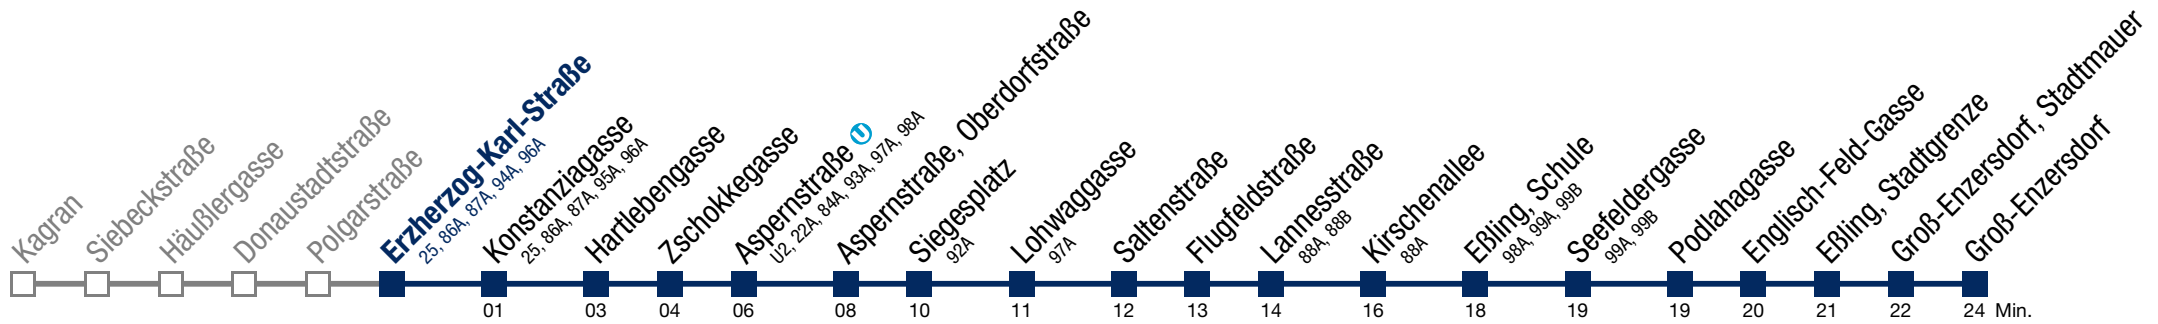 Kagran
Siebeckstraße
Häußlergasse
Donaustadtstraße
Polgarstraße
Erzherzog-Karl-Straße
25, 86A, 87A, 94A, 96A
Konstanziagasse
25, 86A, 87A, 95A, 96A
Hartlebengasse
Zschokkegasse
Aspernstraße U
U2, 22A, 84A, 93A, 97A, 98A
Aspernstraße, Oberdorfstraße
Siegesplatz
92A
Lohwaggasse
97A
Saltenstraße
Flugfeldstraße
Lannesstraße
88A, 88B
Kirschenallee
88A
Eßling, Schule
98A, 99A, 99B
Seefeldergasse
99A, 99B
Podlahagasse
Englisch-Feld-Gasse
Eßling, Stadtgrenze
Groß-Enzersdorf, Stadtmauer
Groß-Enzersdorf
01 03 04 06 08 10 11 12 13 14 16 18 19 19 20 21 22 24 Min.